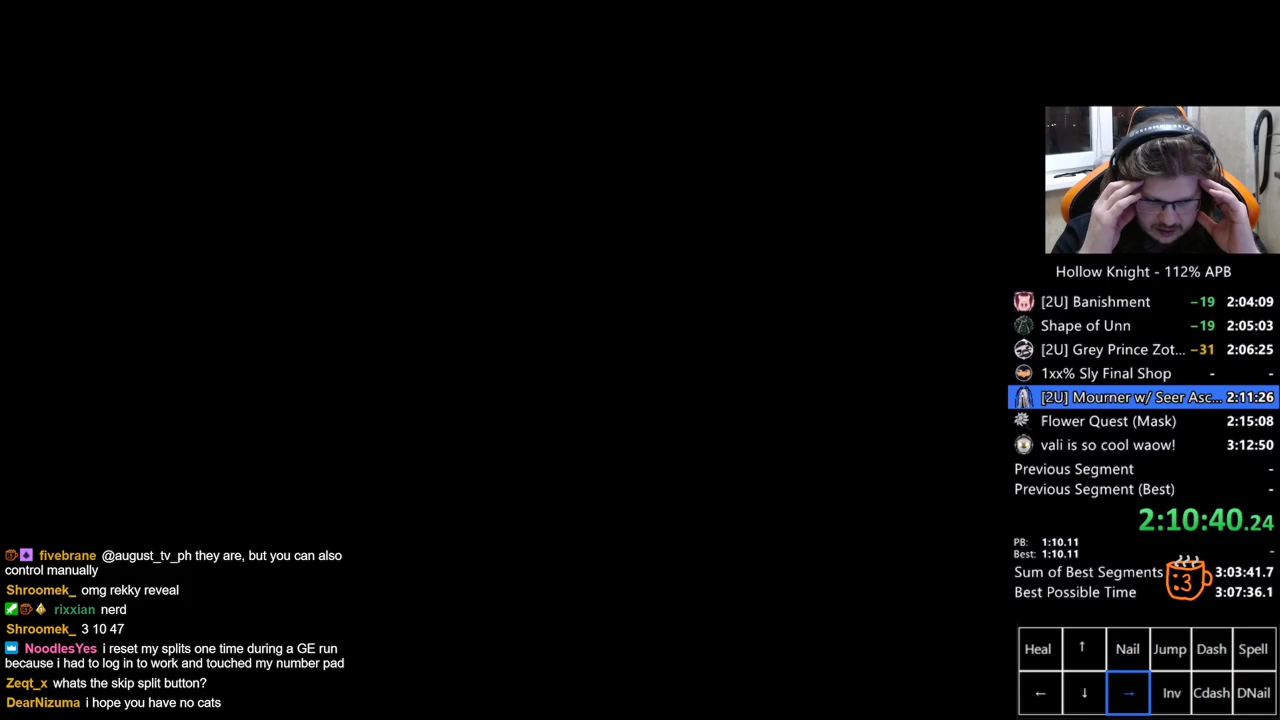 Hollow Knight - 112% APB
[2U] Banishment -19 2:04:09
Shape of Unn -19 2:05:03
[2U] Grey Prince Zot... -31 2:06:25
1xx% Sly Final Shop - -
[2U] Mourner w/ Seer Asc... 2:11:26
Flower Quest (Mask) 2:15:08
vali is so cool waow! 3:12:50
Previous Segment -
Previous Segment (Best) -
2:10:40.24
PB: 1:10.11
Best: 1:10.11 -
Sum of Best Segments 3:03:41.7
Best Possible Time 3:07:36.1
Heal ↑ Nail Jump Dash Spell
← ↓ → Inv Cdash DNail
fivebrane @august_tv_ph they are, but you can also
control manually
Shroomek_ omg rekky reveal
rixxian nerd
Shroomek_ 3 10 47
NoodlesYes i reset my splits one time during a GE run
because i had to log in to work and touched my number pad
Zeqt_x whats the skip split button?
DearNizuma i hope you have no cats